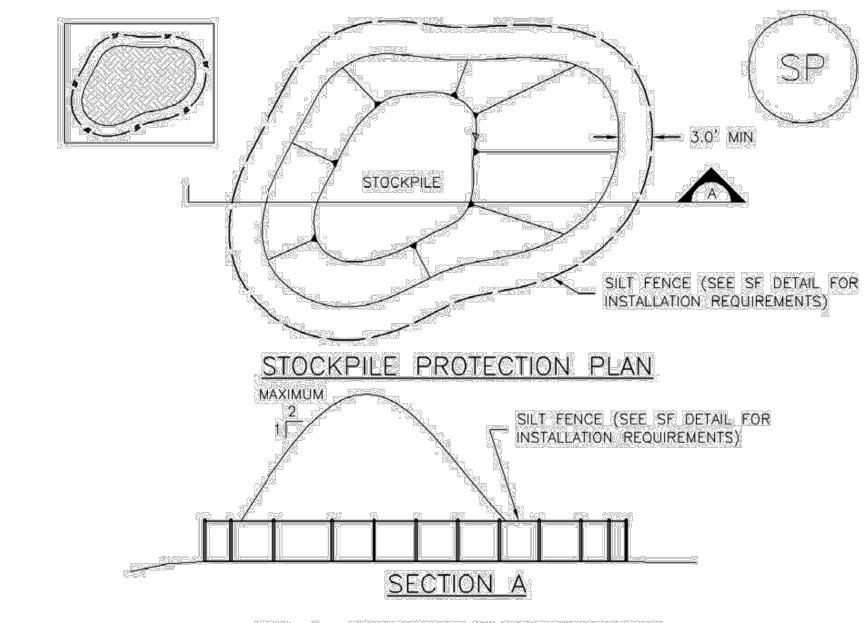 SP
3.0' MIN
STOCKPILE
A
SILT FENCE (SEE SF DETAIL FOR
INSTALLATION REQUIREMENTS)
STOCKPILE PROTECTION PLAN
MAXIMUM
2
1
SILT FENCE (SEE SF DETAIL FOR
INSTALLATION REQUIREMENTS)
SECTION A